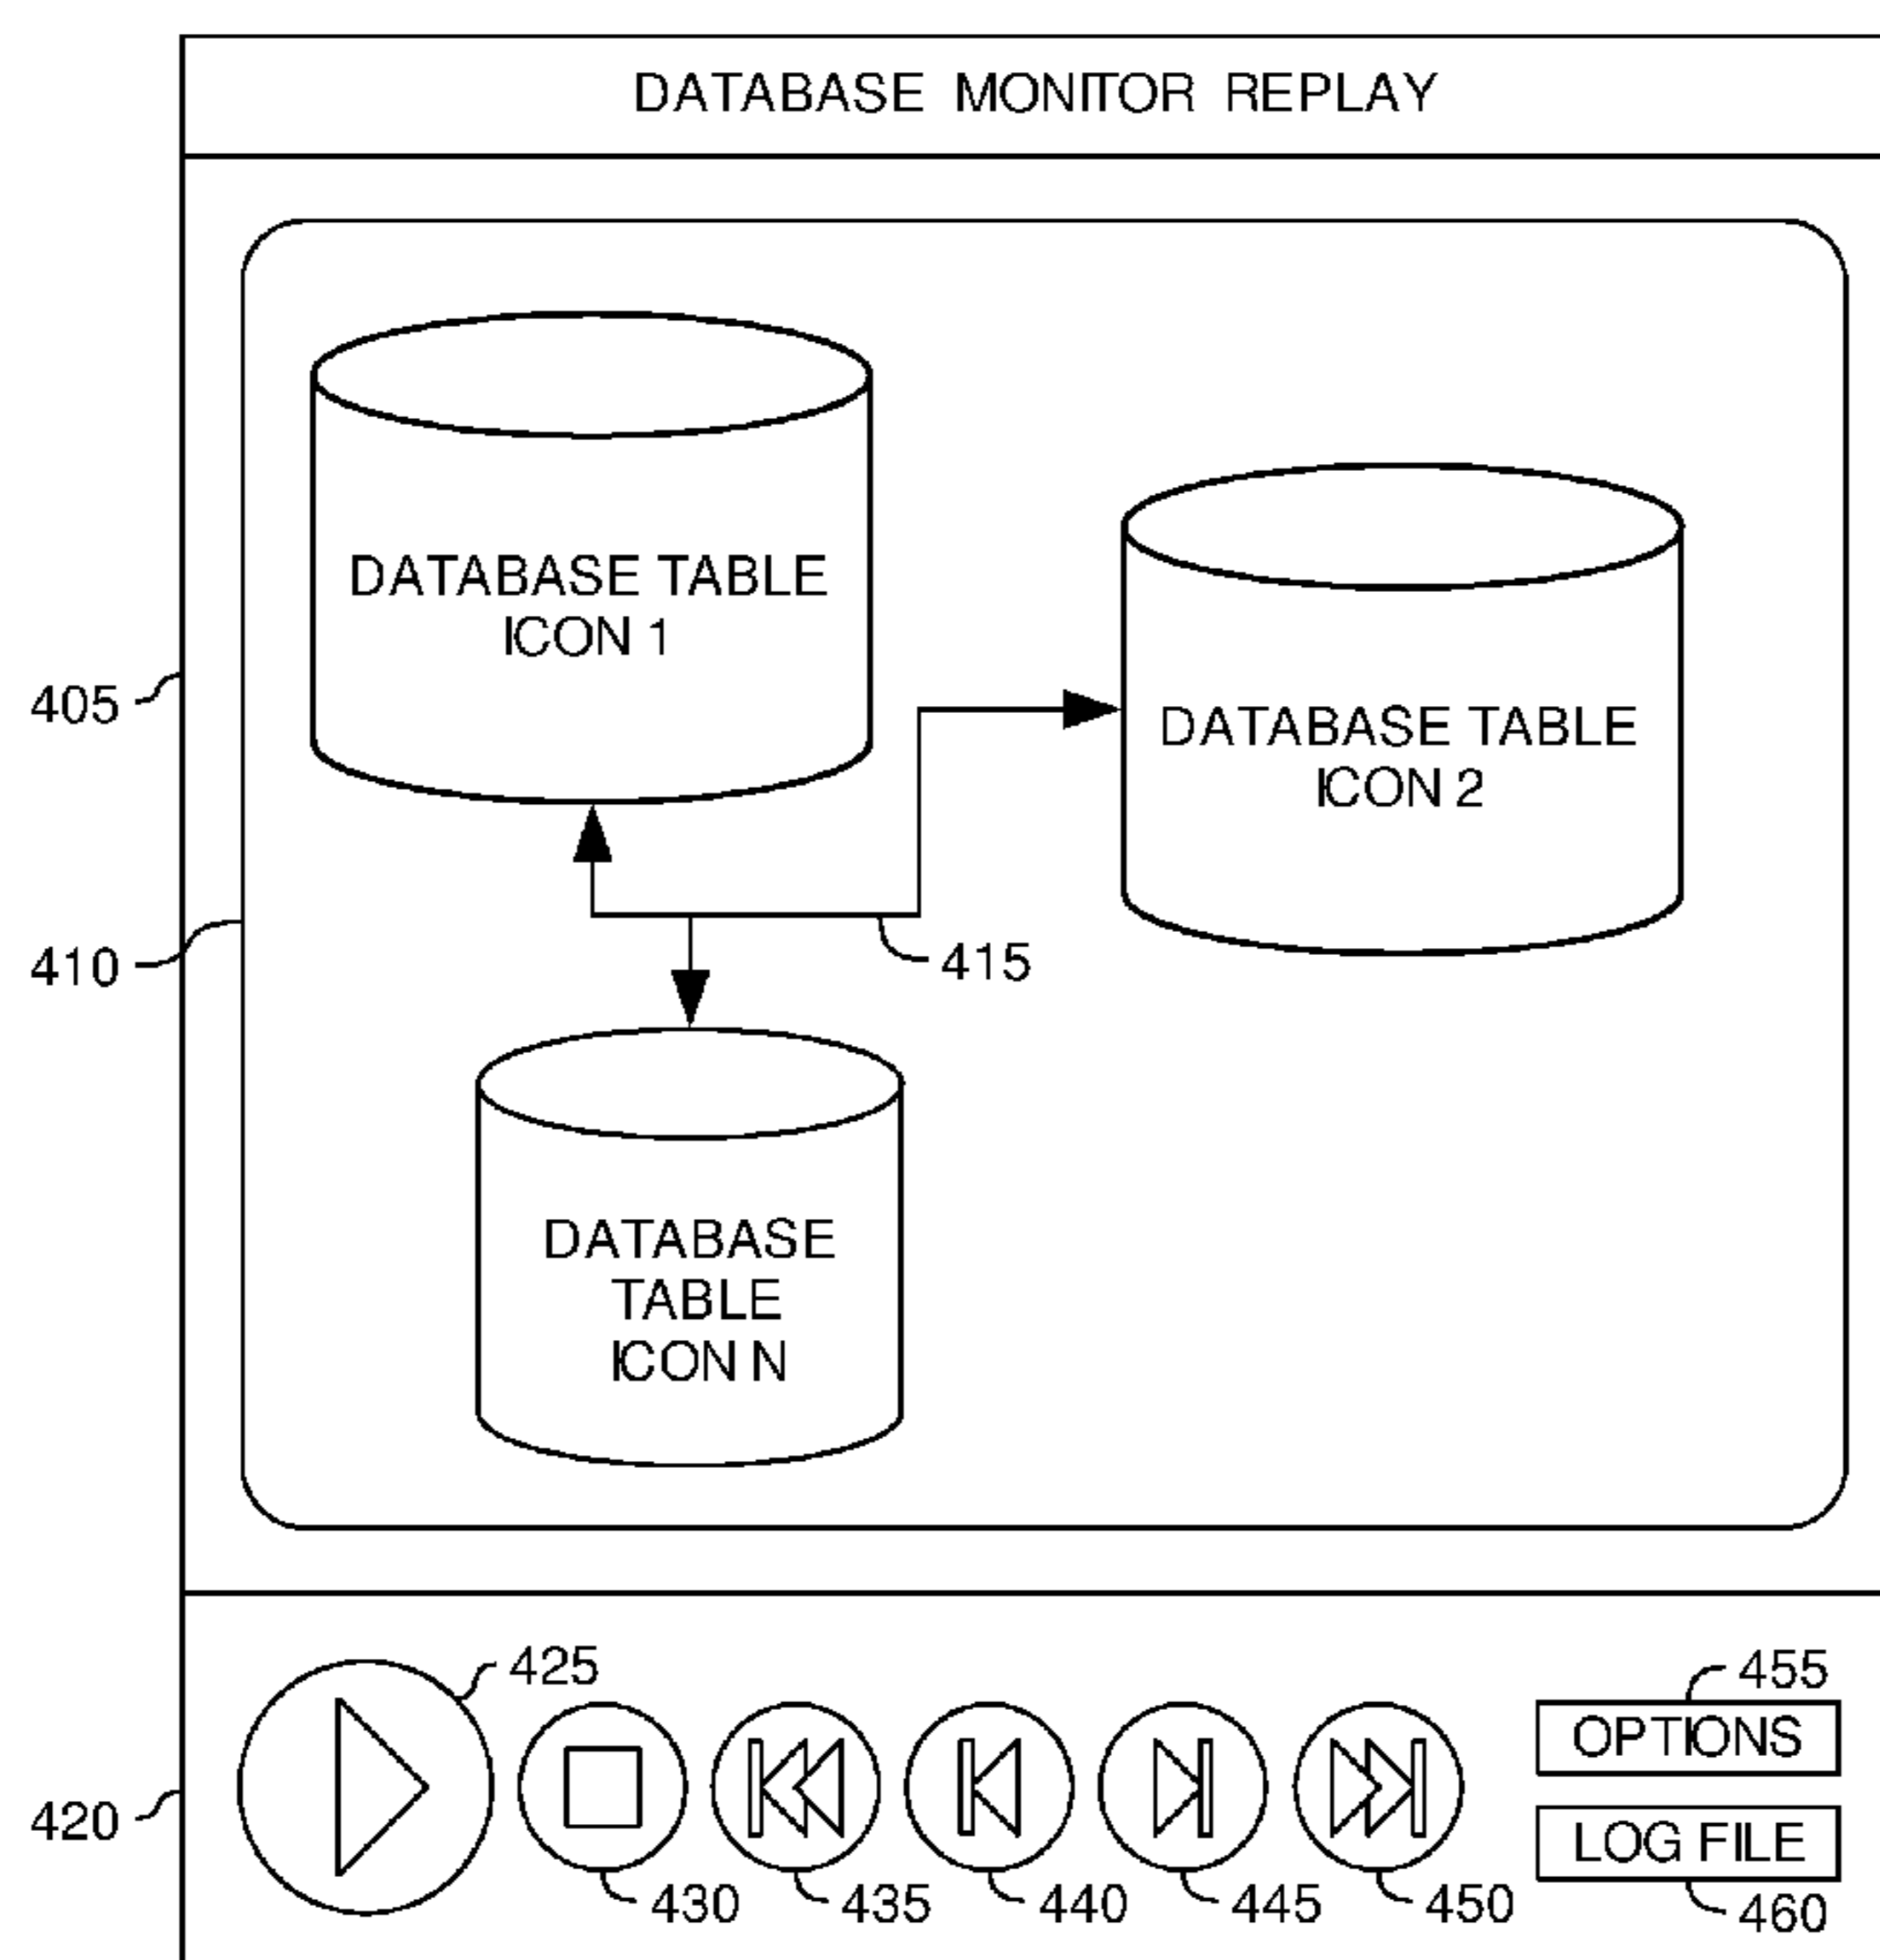 DATABASE MONITOR REPLAY
DATABASE TABLE
ICON 1
405
DATABASE TABLE
ICON 2
410
415
DATABASE
TABLE
ICON N
425
455
OPTIONS
420
LOG FILE
430
435
440
445
450
460